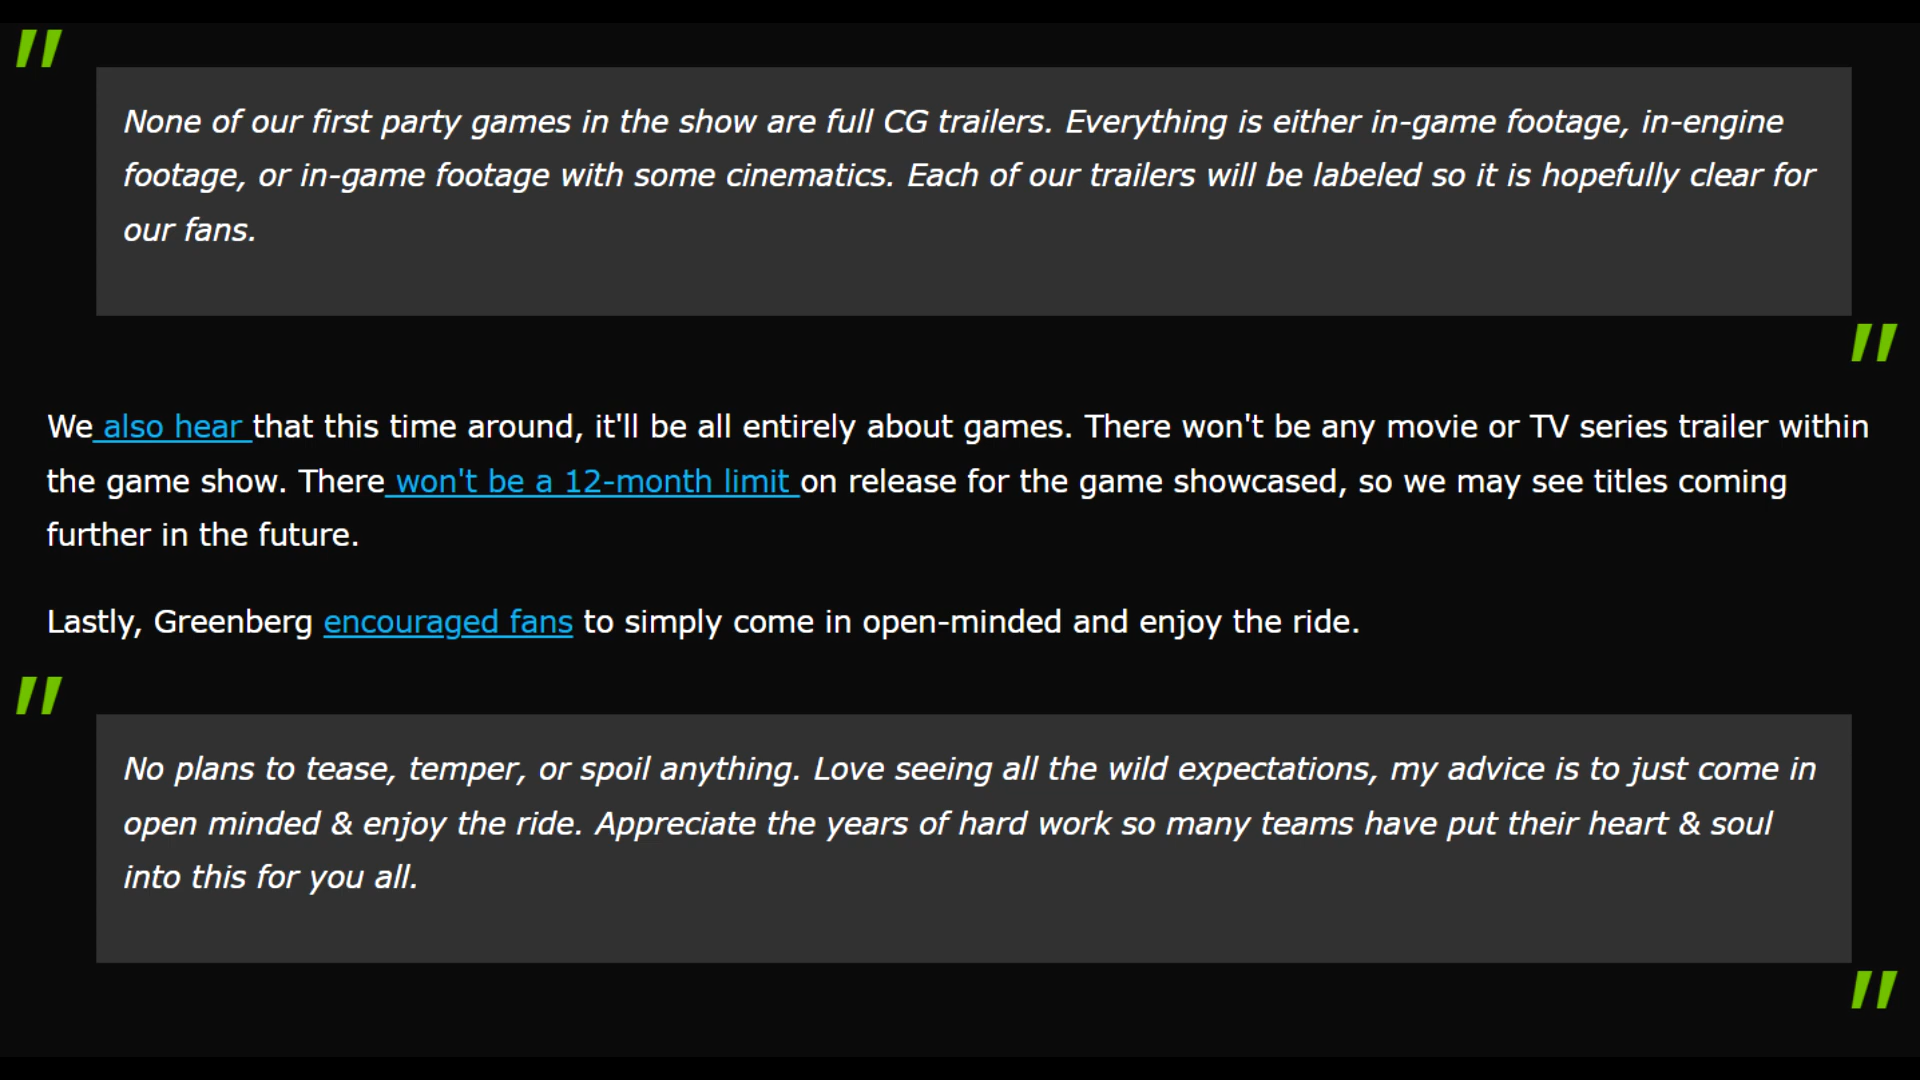 "
None of our first party games in the show are full CG trailers. Everything is either in-game footage, in-engine
footage, or in-game footage with some cinematics. Each of our trailers will be labeled so it is hopefully clear for
our fans.
"
We also hear that this time around, it'll be all entirely about games. There won't be any movie or TV series trailer within
the game show. There won't be a 12-month limit on release for the game showcased, so we may see titles coming
further in the future.
Lastly, Greenberg encouraged fans to simply come in open-minded and enjoy the ride.
"
No plans to tease, temper, or spoil anything. Love seeing all the wild expectations, my advice is to just come in
open minded & enjoy the ride. Appreciate the years of hard work so many teams have put their heart & soul
into this for you all.
"